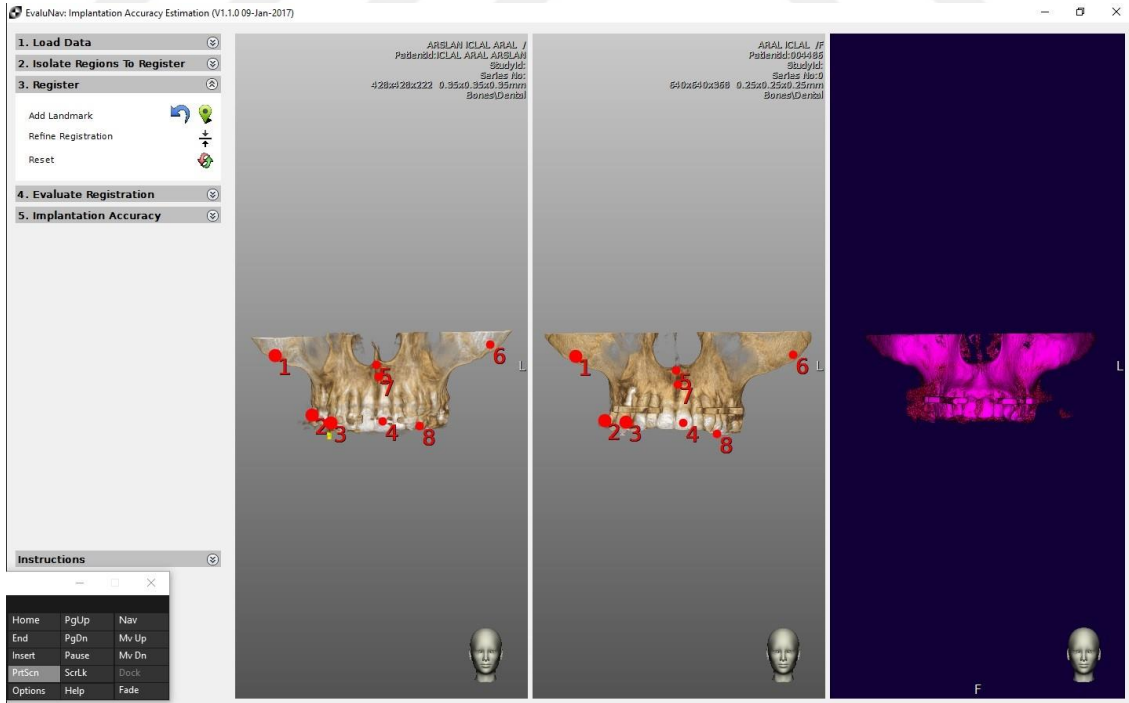 EvaluNav: Implantation Accuracy Estimation (V1.1.0 09-Jan-2017)
1. Load Data
2. Isolate Regions To Register
3. Register
Add Landmark
Refine Registration
Reset
4. Evaluate Registration
5. Implantation Accuracy
ARSLAN ICLAL ARAL /
PatientId:ICLAL ARAL ARSLAN
StudyId:
Series No:
428x428x222 0.35x0.35x0.35mm
Bones\Dental
1
2
3
4
5
6
7
8
L
ARAL ICLAL /F
PatientId:004486
StudyId:
Series No:0
640x640x368 0.25x0.25x0.25mm
Bones\Dental
1
2
3
4
5
6
7
8
L
L
F
Instructions
Home PgUp Nav
End PgDn Mv Up
Insert Pause Mv Dn
PrtScn ScrLk Dock
Options Help Fade